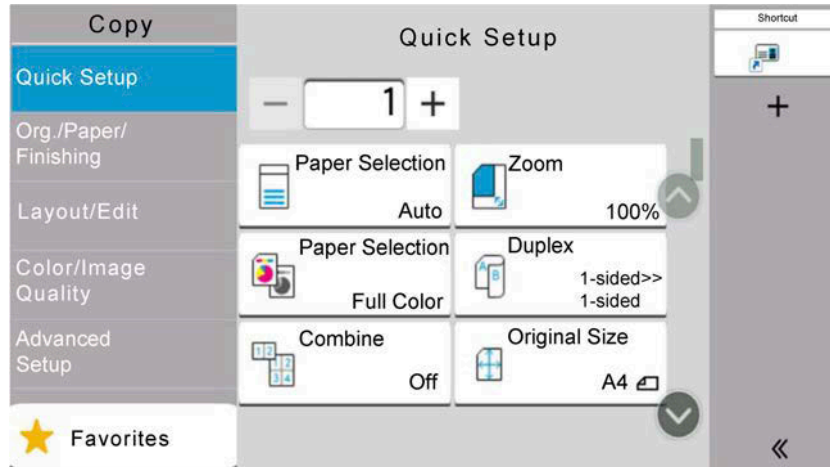 Copy
Quick Setup
Org./Paper/
Finishing
Layout/Edit
Color/Image
Quality
Advanced
Setup
Favorites
Quick Setup
1
Paper Selection
Auto
Zoom
100%
Paper Selection
Full Color
Duplex
1-sided>>
1-sided
Combine
Off
Original Size
A4
Shortcut